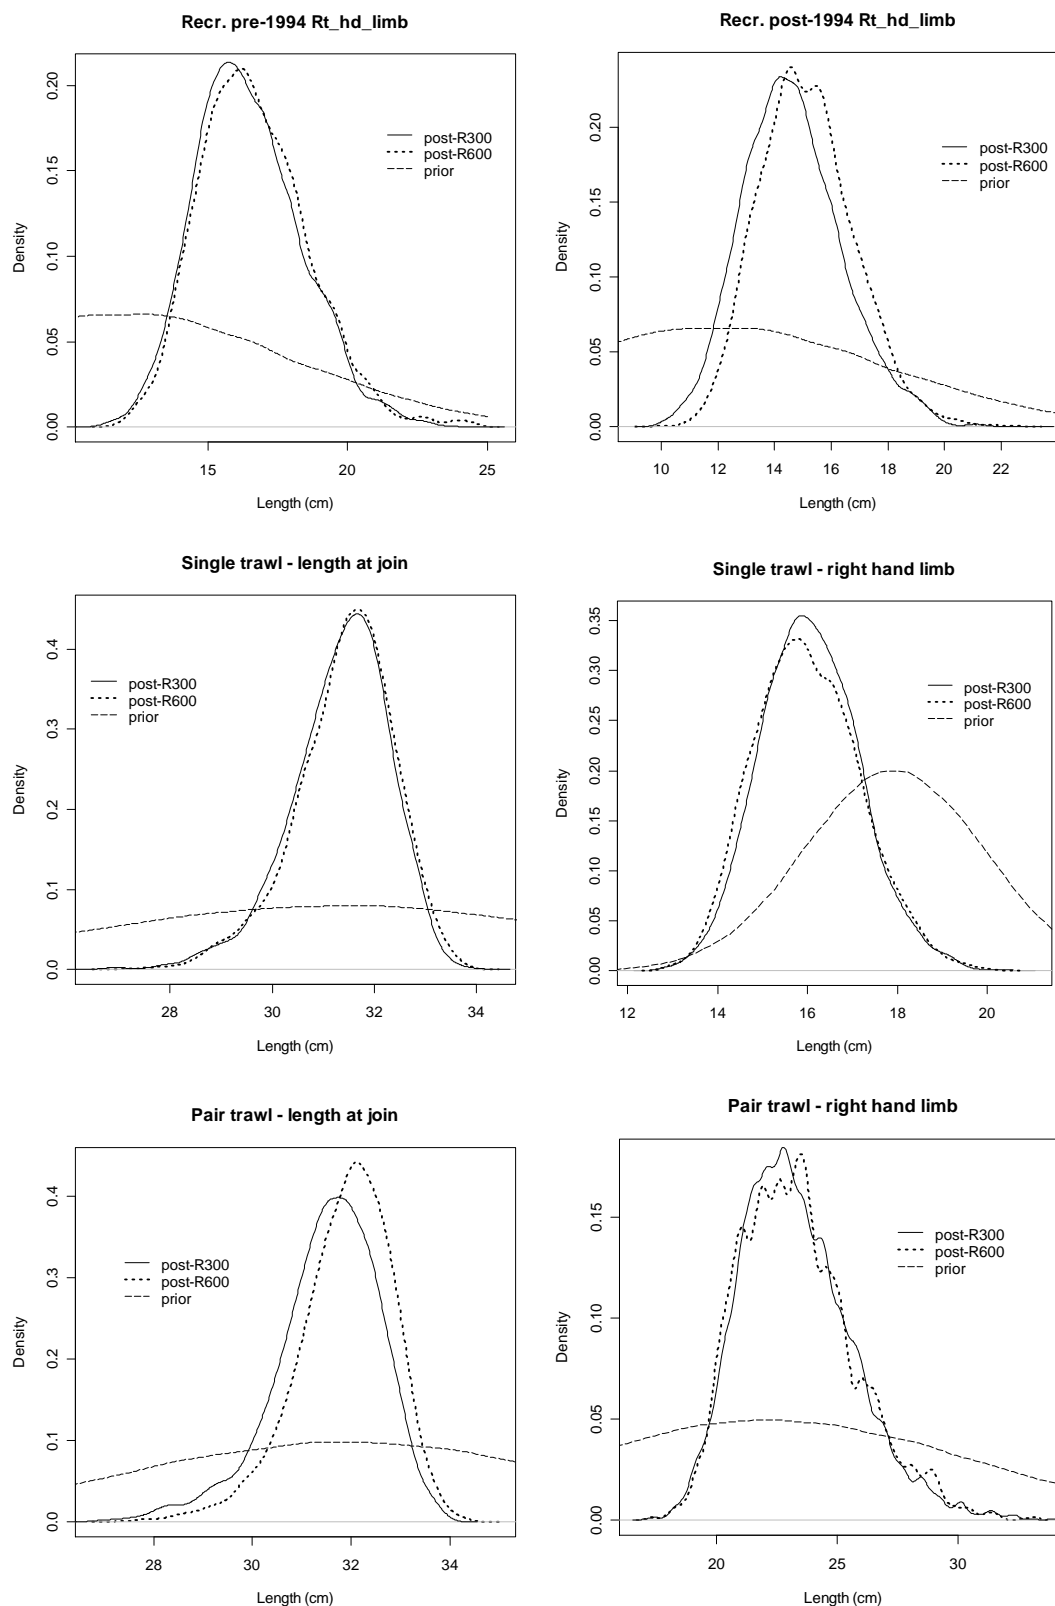 Recr. pre-1994 Rt_hd_limb
Density
0.00 0.05 0.10 0.15 0.20
post-R300
post-R600
prior
15 20 25
Length (cm)
Recr. post-1994 Rt_hd_limb
Density
0.00 0.05 0.10 0.15 0.20
post-R300
post-R600
prior
10 12 14 16 18 20 22
Length (cm)
Single trawl - length at join
Density
0.0 0.1 0.2 0.3 0.4
post-R300
post-R600
prior
28 30 32 34
Length (cm)
Single trawl - right hand limb
Density
0.00 0.05 0.10 0.15 0.20 0.25 0.30 0.35
post-R300
post-R600
prior
12 14 16 18 20
Length (cm)
Pair trawl - length at join
Density
0.0 0.1 0.2 0.3 0.4
post-R300
post-R600
prior
28 30 32 34
Length (cm)
Pair trawl - right hand limb
Density
0.00 0.05 0.10 0.15
post-R300
post-R600
prior
20 25 30
Length (cm)